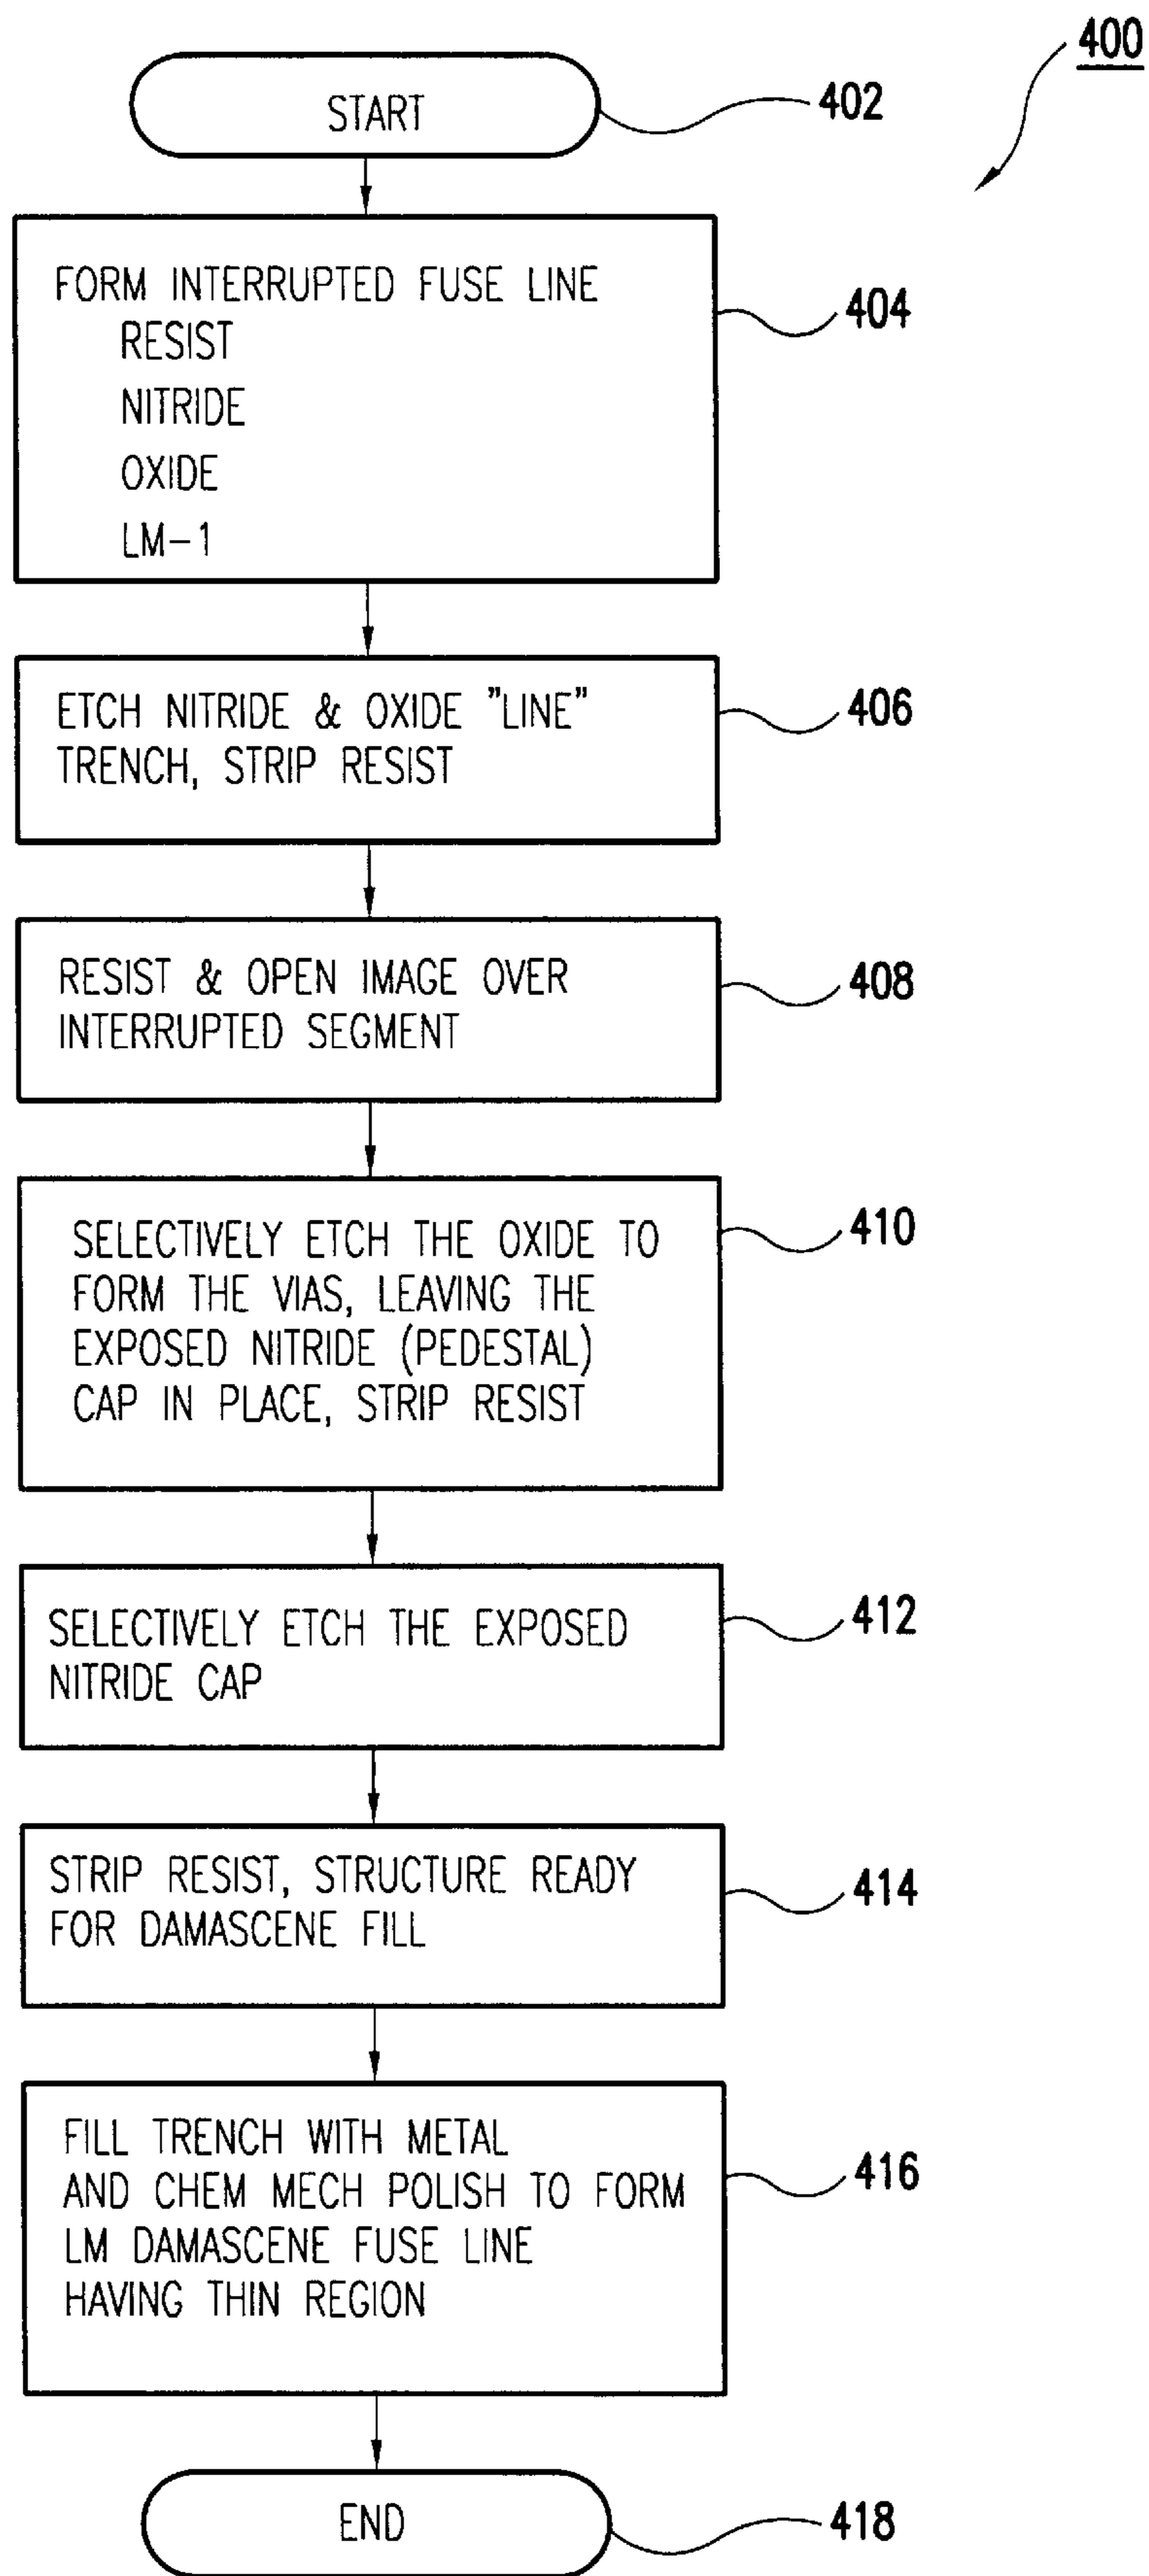 400
START
402
FORM INTERRUPTED FUSE LINE
RESIST
NITRIDE
OXIDE
LM-1
404
ETCH NITRIDE & OXIDE "LINE"
TRENCH, STRIP RESIST
406
RESIST & OPEN IMAGE OVER
INTERRUPTED SEGMENT
408
SELECTIVELY ETCH THE OXIDE TO
FORM THE VIAS, LEAVING THE
EXPOSED NITRIDE (PEDESTAL)
CAP IN PLACE, STRIP RESIST
410
SELECTIVELY ETCH THE EXPOSED
NITRIDE CAP
412
STRIP RESIST, STRUCTURE READY
FOR DAMASCENE FILL
414
FILL TRENCH WITH METAL
AND CHEM MECH POLISH TO FORM
LM DAMASCENE FUSE LINE
HAVING THIN REGION
416
END
418